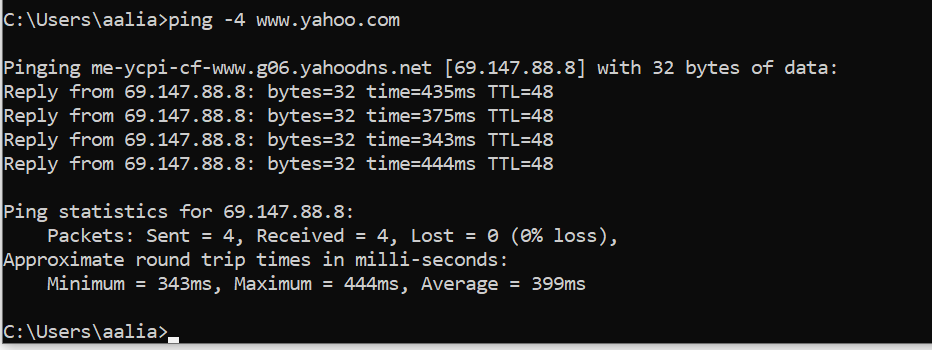 C:\Users\aalia>ping -4 www.yahoo.com
Pinging me-ycpi-cf-www.g06.yahoodns.net [69.147.88.8] with 32 bytes of data:
Reply from 69.147.88.8: bytes=32 time=435ms TTL=48
Reply from 69.147.88.8: bytes=32 time=375ms TTL=48
Reply from 69.147.88.8: bytes=32 time=343ms TTL=48
Reply from 69.147.88.8: bytes=32 time=444ms TTL=48
Ping statistics for 69.147.88.8:
    Packets: Sent = 4, Received = 4, Lost = 0 (0% loss),
Approximate round trip times in milli-seconds:
    Minimum = 343ms, Maximum = 444ms, Average = 399ms
C:\Users\aalia>